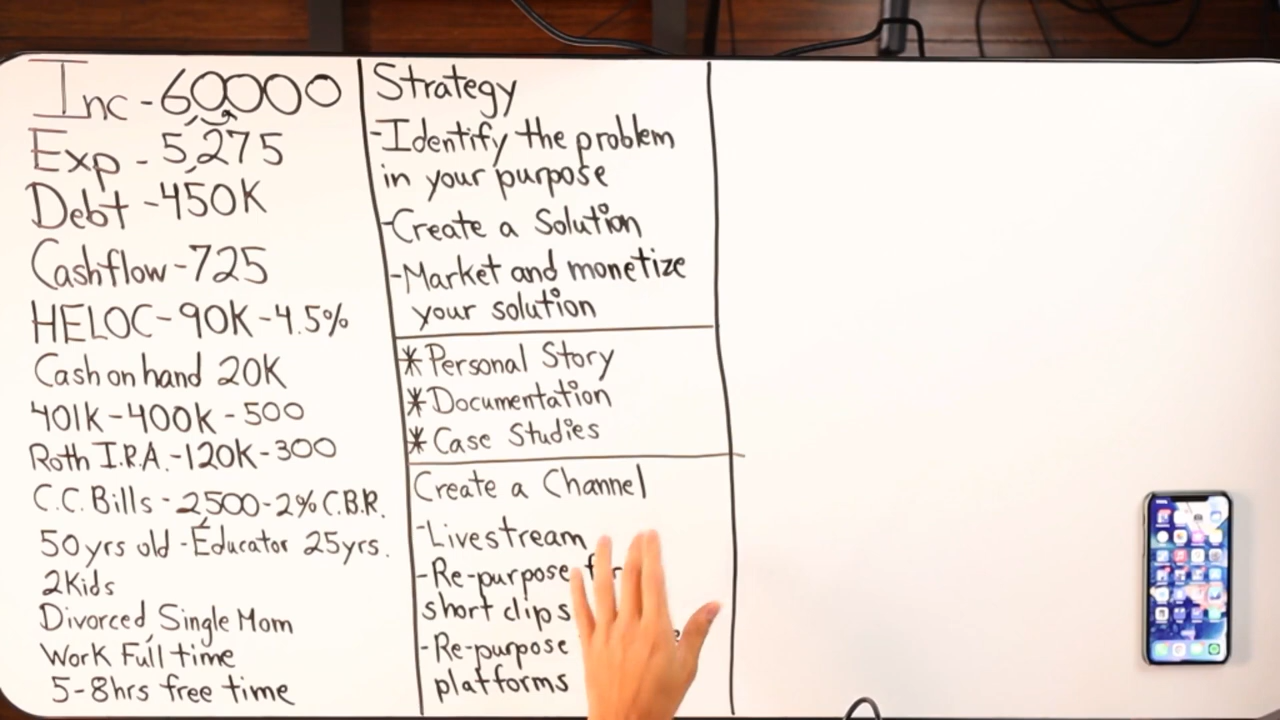 Inc - 60000
Exp - 5,275
Debt - 450K
Cashflow - 725
HELOC - 90K - 4.5%
Cash on hand 20K
401K - 400K - 500
Roth I.R.A. - 120K - 300
C.C. Bills - 2500 - 2% C.B.R.
50 yrs old - Educator 25 yrs.
2 Kids
Divorced, Single Mom
Work Full time
5-8 hrs free time
Strategy
- Identify the problem
in your purpose
- Create a Solution
- Market and monetize
your solution
* Personal Story
* Documentation
* Case Studies
Create a Channel
- Livestream
- Re-purpose
short clips
- Re-purpose
platforms